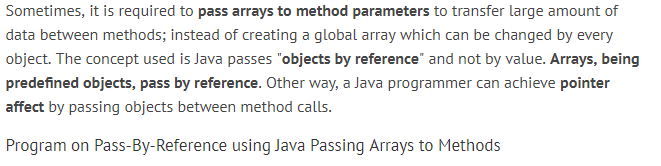 Sometimes, it is required to pass arrays to method parameters to transfer large amount of
data between methods; instead of creating a global array which can be changed by every
object. The concept used is Java passes "objects by reference" and not by value. Arrays, being
predefined objects, pass by reference. Other way, a Java programmer can achieve pointer
affect by passing objects between method calls.
Program on Pass-By-Reference using Java Passing Arrays to Methods